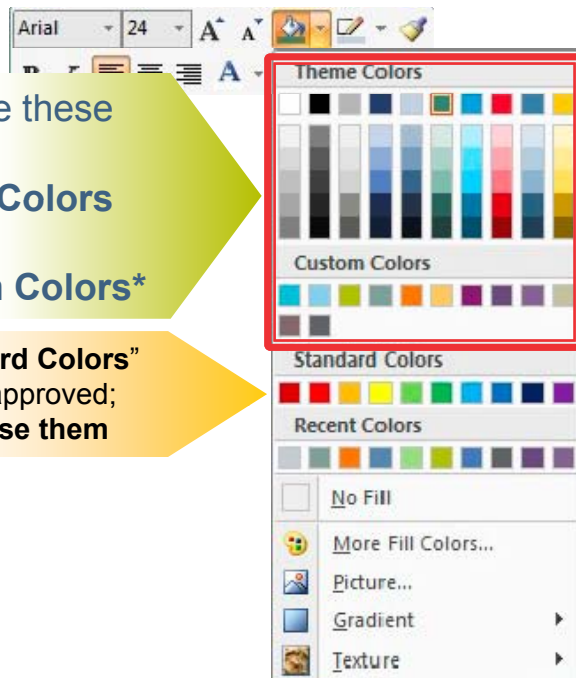 Arial 24 A A
A
Theme Colors
e these
Colors
Colors*
Custom Colors
rd Colors”
approved;
se them
Standard Colors
Recent Colors
No Fill
More Fill Colors...
Picture...
Gradient
Texture